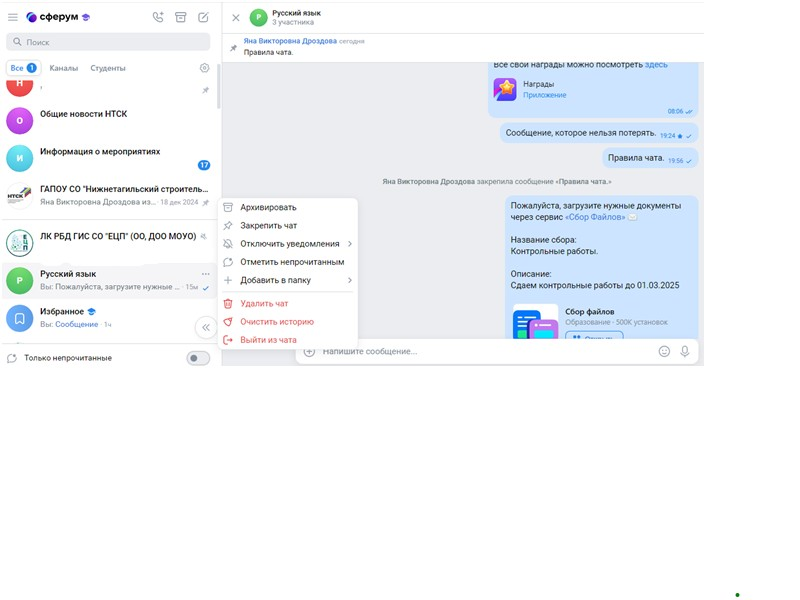 сферум
Поиск
Все 1 Каналы Студенты
Н
О
Общие новости НТСК
И
Информация о мероприятиях
17
НТСК
ГАПОУ СО "Нижнетагильский строитель...
Яна Викторовна Дроздова из... · 18 дек 2024
ЕЦП
ЛК РБД ГИС СО "ЕЦП" (ОО, ДОО МОУО)
Р
Русский язык
Вы: Пожалуйста, загрузите нужные ... · 15м
Избранное
Вы: Сообщение · 1ч
Только непрочитанные
Архивировать
Закрепить чат
Отключить уведомления
Отметить непрочитанным
Добавить в папку
Удалить чат
Очистить историю
Выйти из чата
Р
Русский язык
3 участника
Яна Викторовна Дроздова сегодня
Правила чата.
Все свои награды можно посмотреть здесь
Награды
Приложение
08:06
Сообщение, которое нельзя потерять. 19:24
Правила чата. 19:56
Яна Викторовна Дроздова закрепила сообщение «Правила чата.»
Пожалуйста, загрузите нужные документы
через сервис «Сбор Файлов»
Название сбора:
Контрольные работы.
Описание:
Сдаем контрольные работы до 01.03.2025
Сбор файлов
Образование · 500K установок
Открыть
Напишите сообщение...